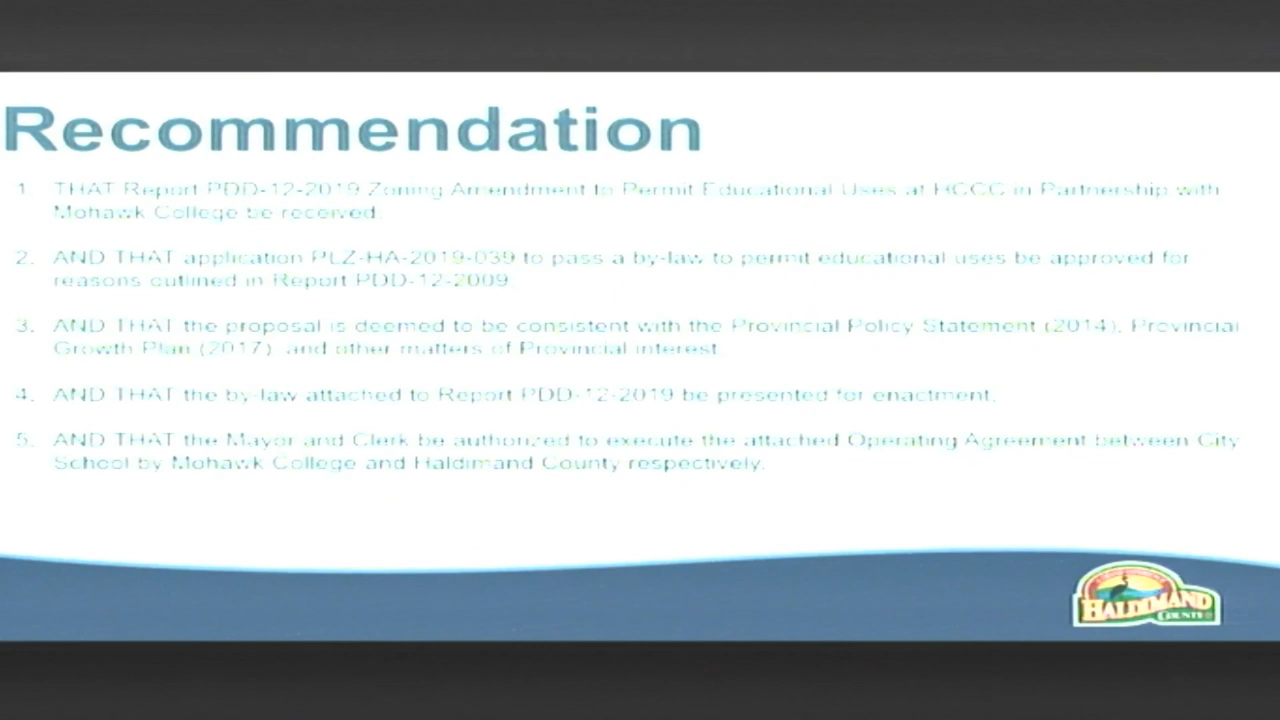 Recommendation
1. THAT Report PDD-12-2019 Zoning Amendment to Permit Educational Uses at HCCC in Partnership with
Mohawk College be received.
2. AND THAT application PLZ-HA-2019-039 to pass a by-law to permit educational uses be approved for
reasons outlined in Report PDD-12-2009.
3. AND THAT the proposal is deemed to be consistent with the Provincial Policy Statement (2014), Provincial
Growth Plan (2017), and other matters of Provincial interest.
4. AND THAT the by-law attached to Report PDD-12-2019 be presented for enactment.
5. AND THAT the Mayor and Clerk be authorized to execute the attached Operating Agreement between City
School by Mohawk College and Haldimand County respectively.
HALDIMAND
COUNTY